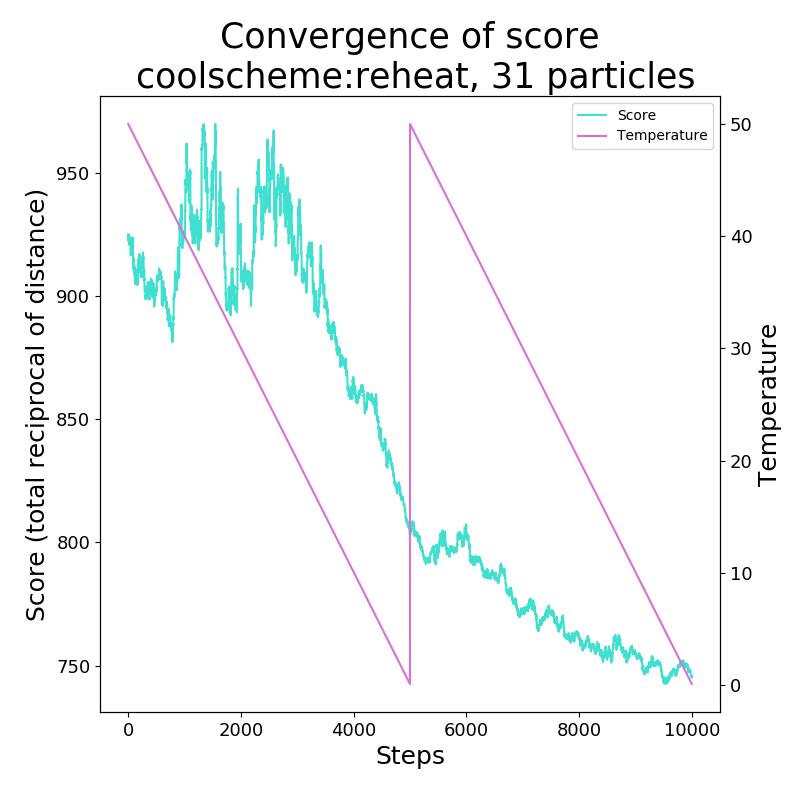 Convergence of score
coolscheme:reheat, 31 particles
Score
Temperature
Score (total reciprocal of distance)
950
900
850
800
750
50
40
30
20
10
0
Temperature
0
2000
4000
6000
8000
10000
Steps